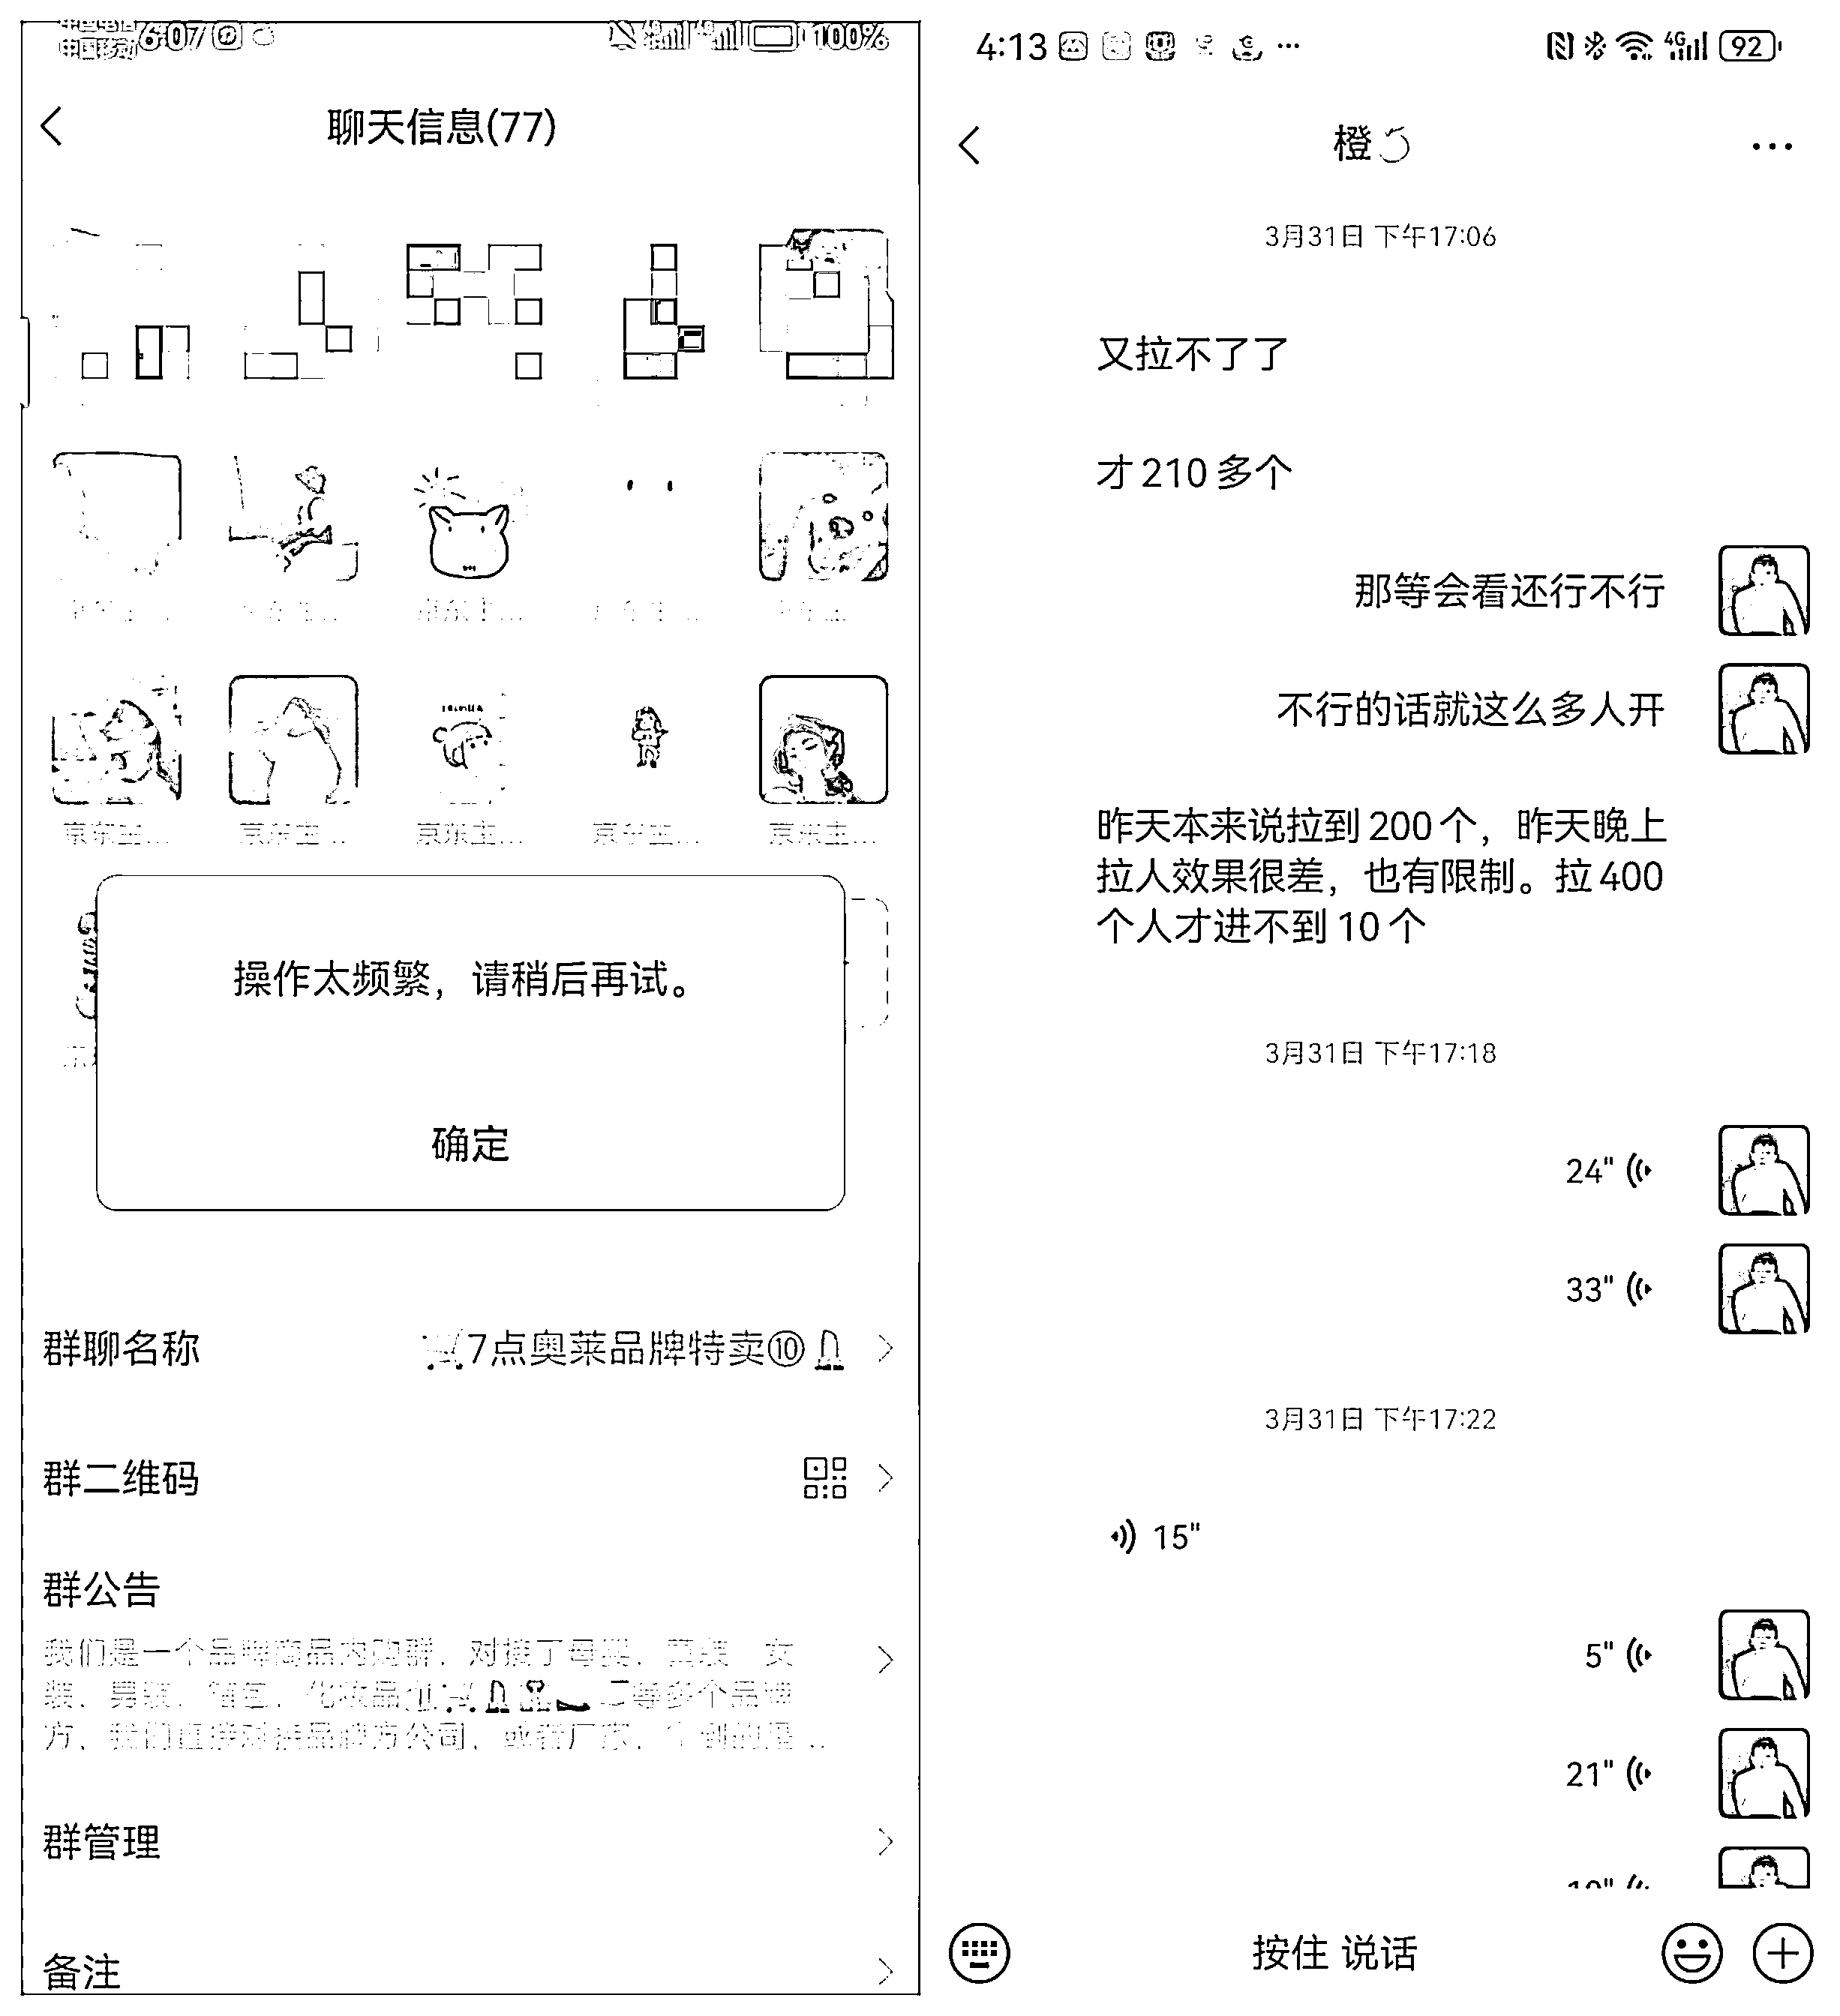 中国移动 6:07 100%
聊天信息(77)
京东主...
京东主...
京东主...
京东主...
京东主...
操作太频繁，请稍后再试。
确定
群聊名称 7点奥莱品牌特卖⑩
群二维码
群公告
我们是一个品牌商品内购群，对接了母婴，童装，女
装，男装，箱包，化妆品 等多个品牌
方，我们直接对接品牌方公司，或者厂家，
群管理
备注
4:13 4G 92
橙
3月31日 下午17:06
又拉不了了
才210多个
那等会看还行不行
不行的话就这么多人开
昨天本来说拉到200个，昨天晚上
拉人效果很差，也有限制。拉400
个人才进不到10个
3月31日 下午17:18
24"
33"
3月31日 下午17:22
15"
5"
21"
按住 说话